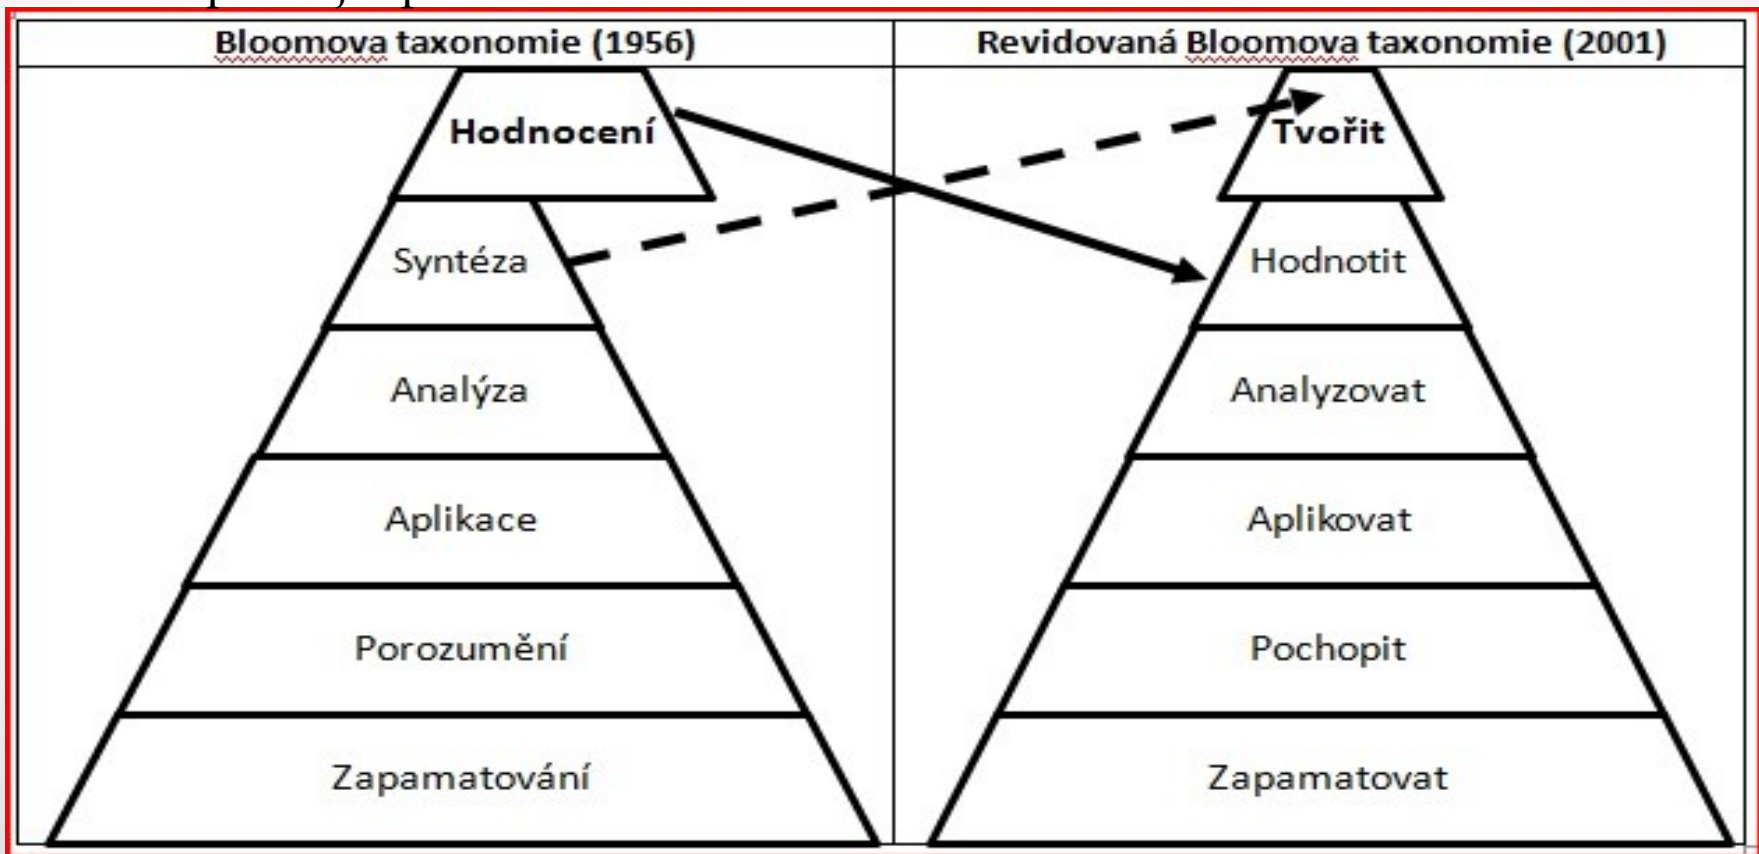 Bloomova taxonomie (1956)
Revidovaná Bloomova taxonomie (2001)
Hodnocení
Syntéza
Analýza
Aplikace
Porozumění
Zapamatování
Tvořit
Hodnotit
Analyzovat
Aplikovat
Pochopit
Zapamatovat